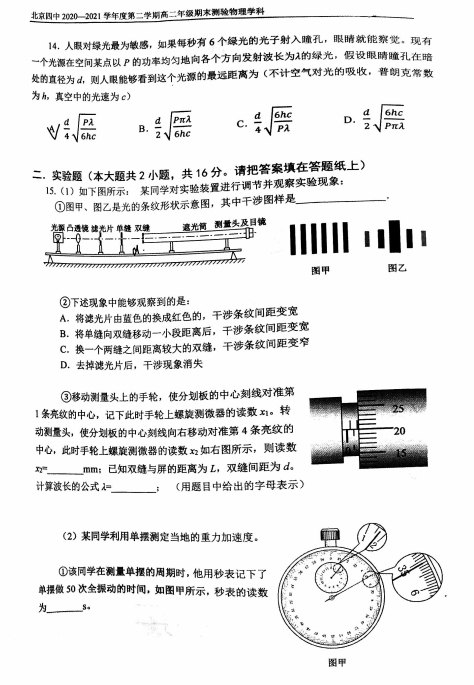 北京四中 2020—2021 学年度第二学期高二年级期末测验物理学科
14. 人眼对绿光最为敏感，如果每秒有 6 个绿光的光子射入瞳孔，眼睛就能察觉。现有
一个光源在空间某点以 P 的功率均匀地向各个方向发射波长为λ的绿光，假设眼睛瞳孔在暗
处的直径为 d，则人眼能够看到这个光源的最远距离为（不计空气对光的吸收，普朗克常数
为 h，真空中的光速为 c）
A. d/4 √(Pλ/6hc) B. d/2 √(Pπλ/6hc) C. d/4 √(6hc/Pλ) D. d/2 √(6hc/Pπλ)
二、实验题（本大题共 2 小题，共 16 分。请把答案填在答题纸上）
15.（1）如下图所示： 某同学对实验装置进行调节并观察实验现象：
①图甲、图乙是光的条纹形状示意图，其中干涉图样是________.
光源 凸透镜 滤光片 单缝 双缝 遮光筒 测量头及目镜
图甲 图乙
②下述现象中能够观察到的是：
A．将滤光片由蓝色的换成红色的，干涉条纹间距变宽
B．将单缝向双缝移动一小段距离后，干涉条纹间距变宽
C．换一个两缝之间距离较大的双缝，干涉条纹间距变窄
D．去掉滤光片后，干涉现象消失
③移动测量头上的手轮，使分划板的中心刻线对准第
1 条亮纹的中心，记下此时手轮上螺旋测微器的读数 x₁。转
动测量头，使分划板的中心刻线向右移动对准第 4 条亮纹的
中心，此时手轮上螺旋测微器的读数 x₂ 如右图所示，则读数
x₂=______mm；已知双缝与屏的距离为 L，双缝间距为 d。
计算波长的公式 λ=______； （用题目中给出的字母表示）
25
20
15
（2）某同学利用单摆测定当地的重力加速度。
①该同学在测量单摆的周期时，他用秒表记下了
单摆做 50 次全振动的时间，如图甲所示，秒表的读数
为______s。
图甲